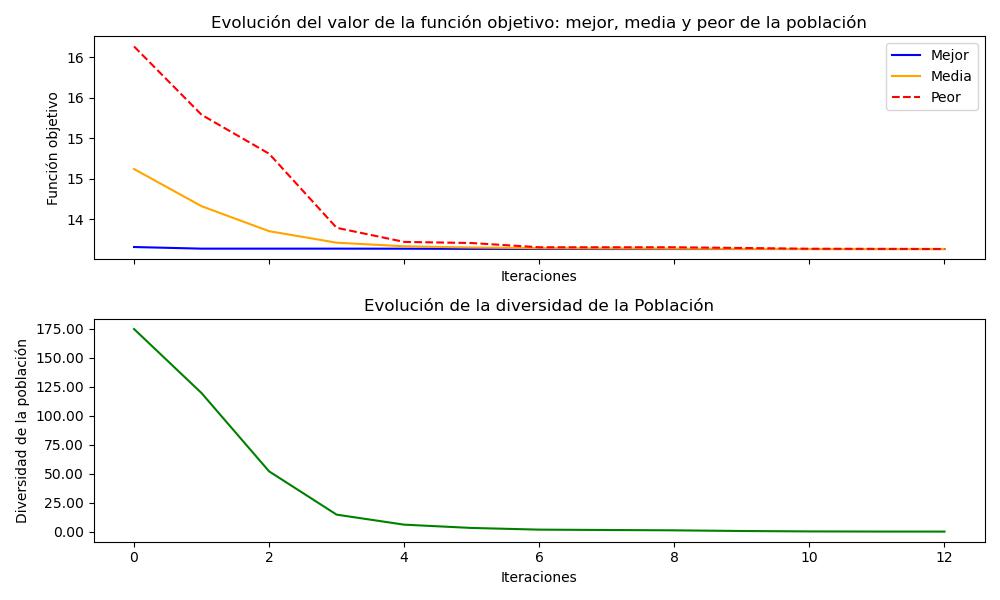 Evolución del valor de la función objetivo: mejor, media y peor de la población
Función objetivo
16
16
15
15
14
Mejor
Media
Peor
Iteraciones
Evolución de la diversidad de la Población
Diversidad de la población
175.00
150.00
125.00
100.00
75.00
50.00
25.00
0.00
0 2 4 6 8 10 12
Iteraciones